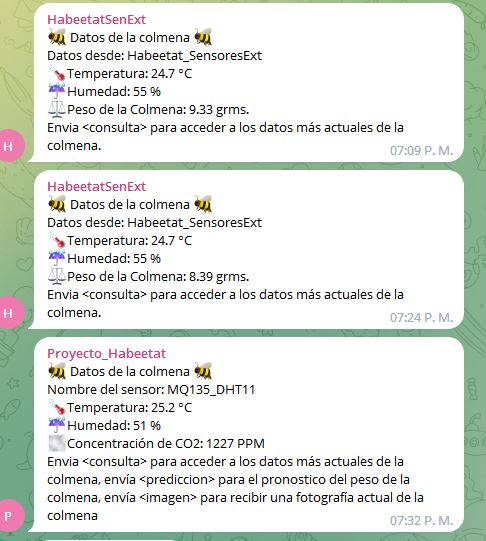 HabeetatSenExt
Datos de la colmena
Datos desde: Habeetat_SensoresExt
Temperatura: 24.7 °C
Humedad: 55 %
Peso de la Colmena: 9.33 grms.
Envia <consulta> para acceder a los datos más actuales de la
colmena.
07:09 P. M.
H
HabeetatSenExt
Datos de la colmena
Datos desde: Habeetat_SensoresExt
Temperatura: 24.7 °C
Humedad: 55 %
Peso de la Colmena: 8.39 grms.
Envia <consulta> para acceder a los datos más actuales de la
colmena.
07:24 P. M.
H
Proyecto_Habeetat
Datos de la colmena
Nombre del sensor: MQ135_DHT11
Temperatura: 25.2 °C
Humedad: 51 %
Concentración de CO2: 1227 PPM
Envia <consulta> para acceder a los datos más actuales de la
colmena, envía <prediccion> para el pronostico del peso de la
colmena, envía <imagen> para recibir una fotografía actual de la
colmena
07:32 P. M.
P